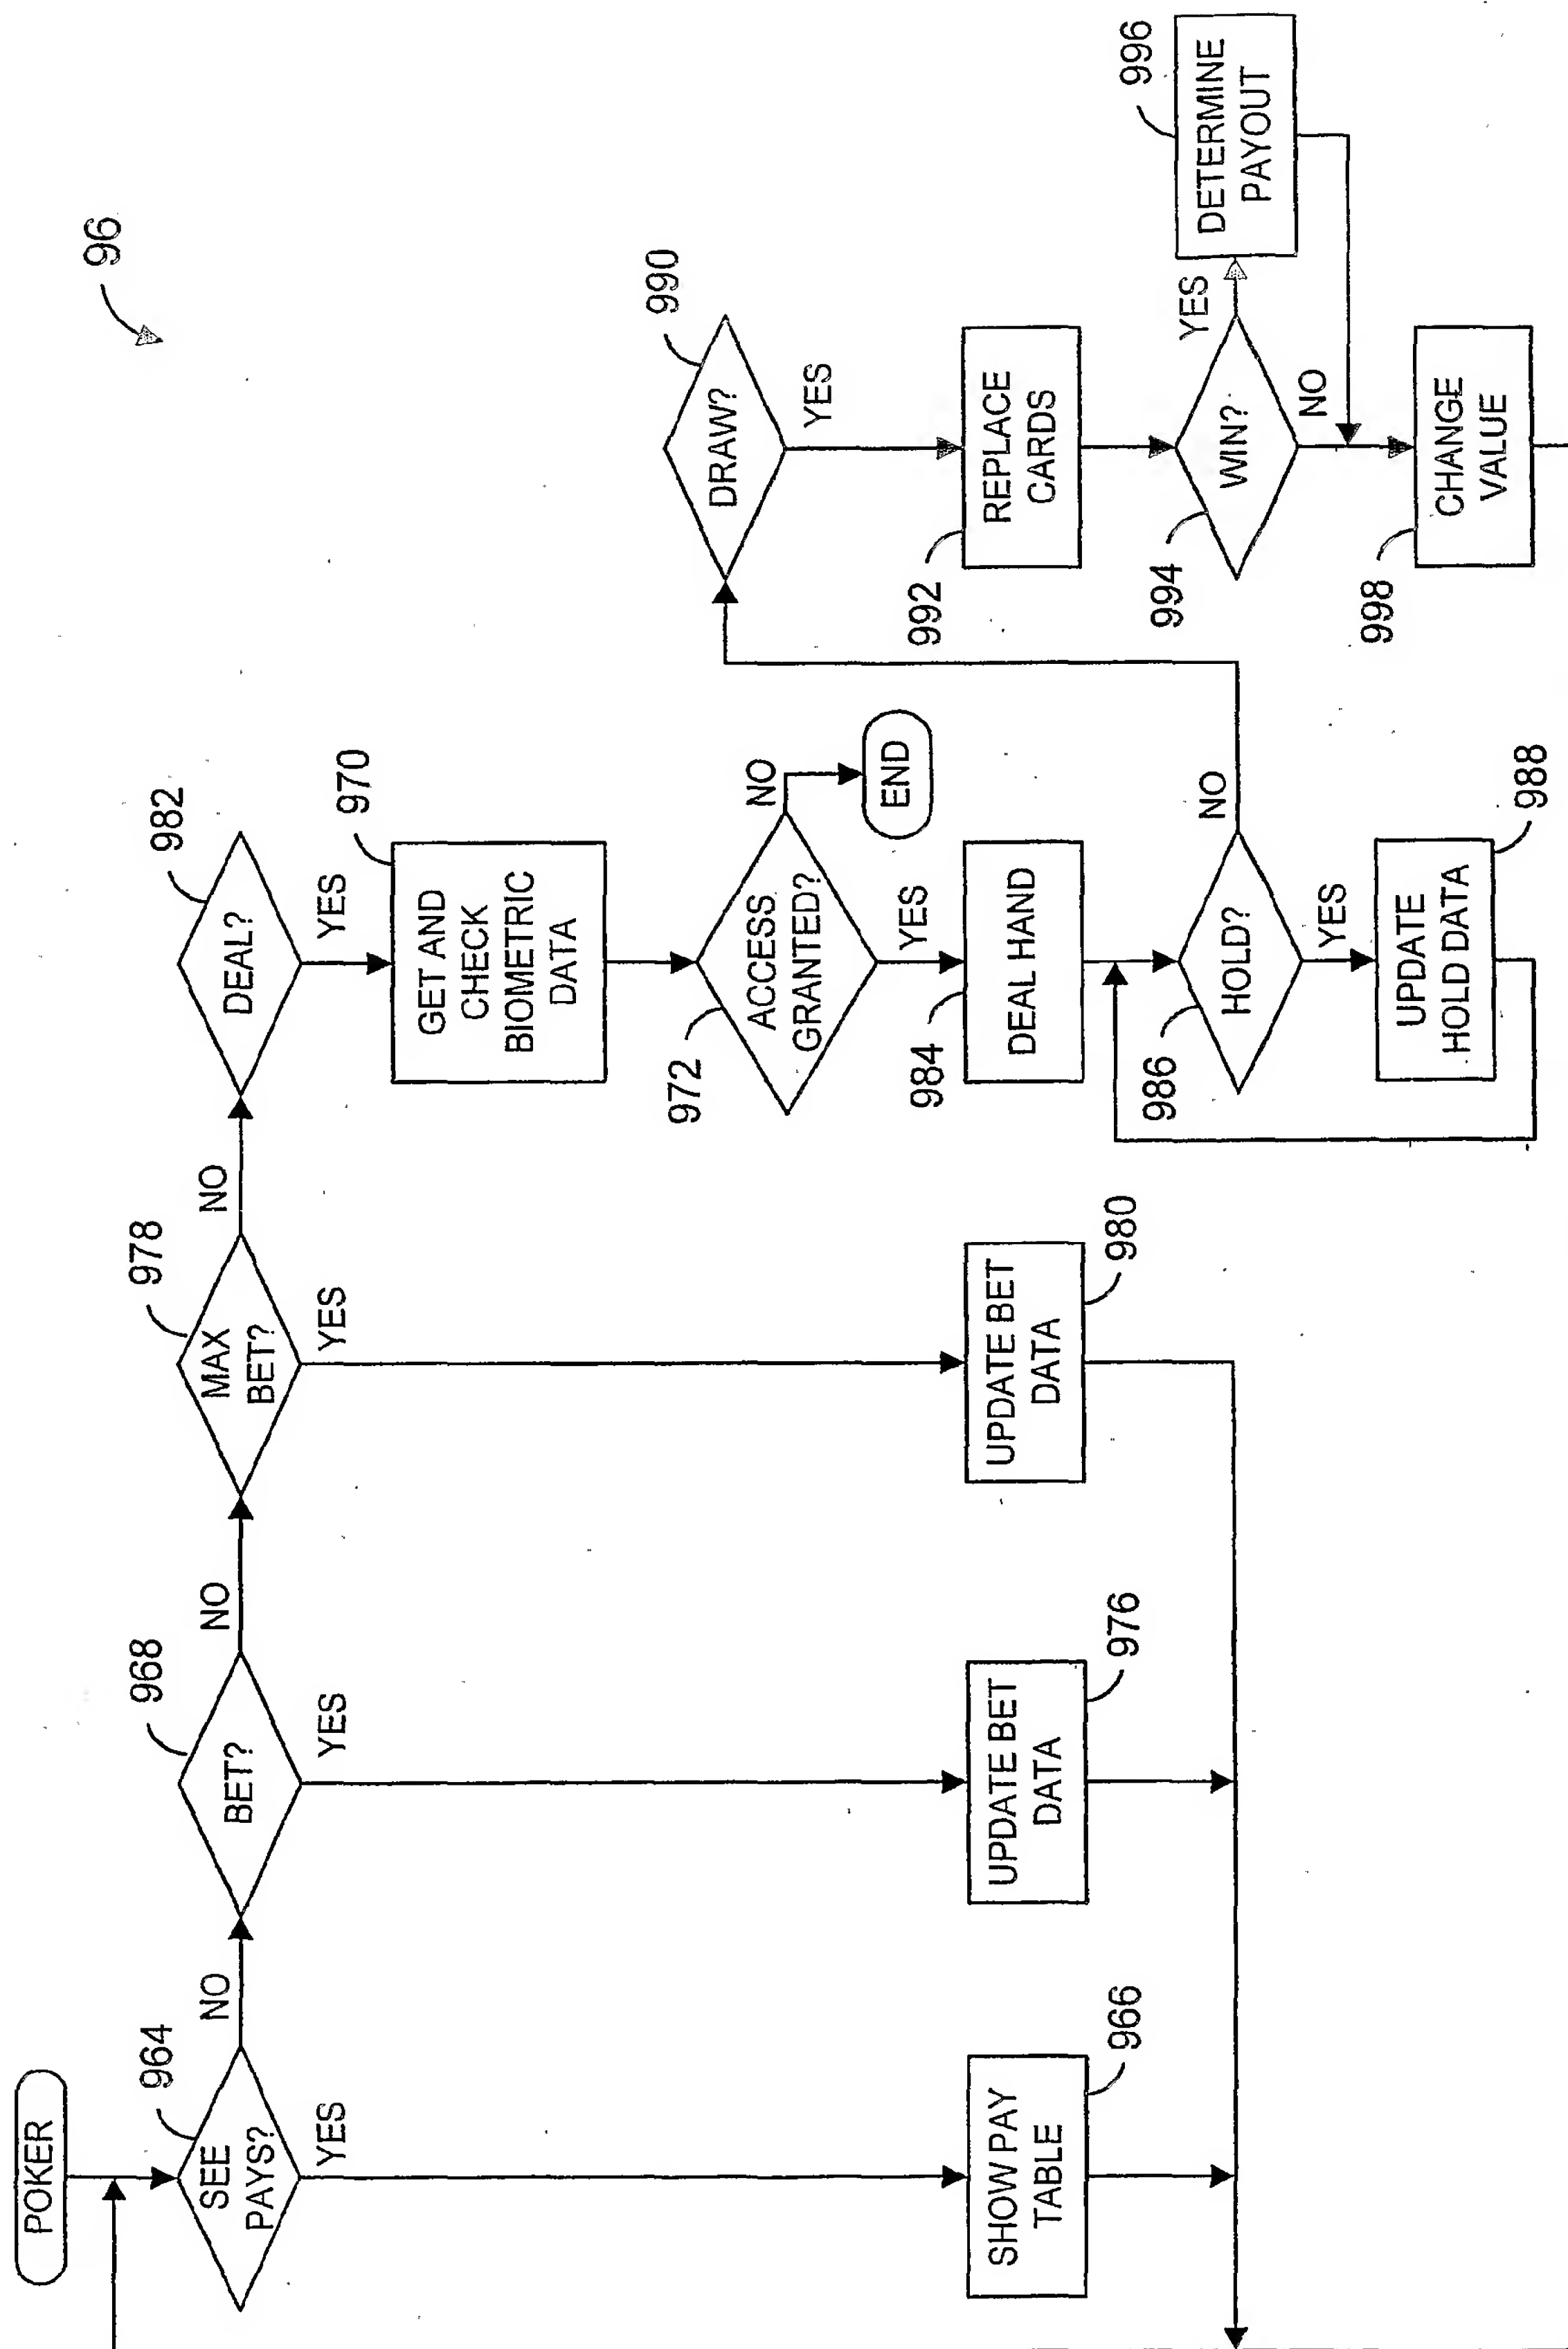 96
POKER
964
SEE
PAYS?
NO
YES
968
BET?
NO
YES
978
MAX
BET?
NO
YES
982
DEAL?
YES
970
GET AND
CHECK
BIOMETRIC
DATA
972
ACCESS
GRANTED?
NO
END
YES
984
DEAL HAND
986
HOLD?
NO
YES
988
UPDATE
HOLD DATA
990
DRAW?
YES
992
REPLACE
CARDS
994
WIN?
YES
NO
996
DETERMINE
PAYOUT
998
CHANGE
VALUE
966
SHOW PAY
TABLE
976
UPDATE BET
DATA
980
UPDATE BET
DATA